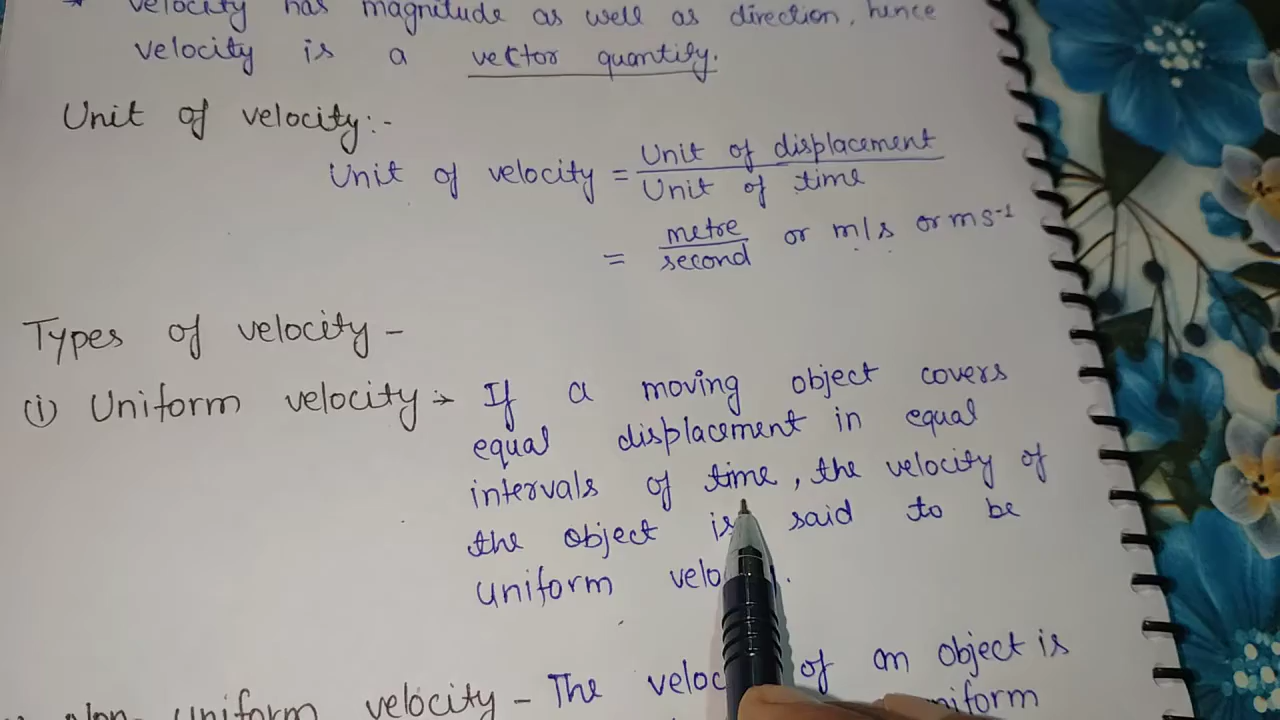 * velocity has magnitude as well as direction, hence
velocity is a vector quantity.
Unit of velocity:-
Unit of velocity = Unit of displacement / Unit of time
= metre / second or m/s or ms⁻¹
Types of velocity -
(i) Uniform velocity :- If a moving object covers
equal displacement in equal
intervals of time, the velocity of
the object is said to be
uniform
uniform velocity - The of an object is